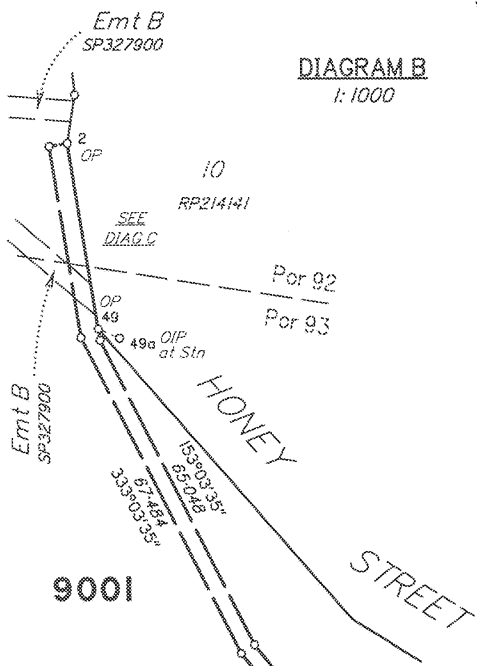 Emt B
SP327900
DIAGRAM B
1:1000
2
OP
10
RP214141
SEE
DIAG C
Por 92
Por 93
OP
49
49a
OIP
at Stn
Emt B
SP327900
HONEY
STREET
153°03'35"
65·048
67·484
333°03'35"
9001